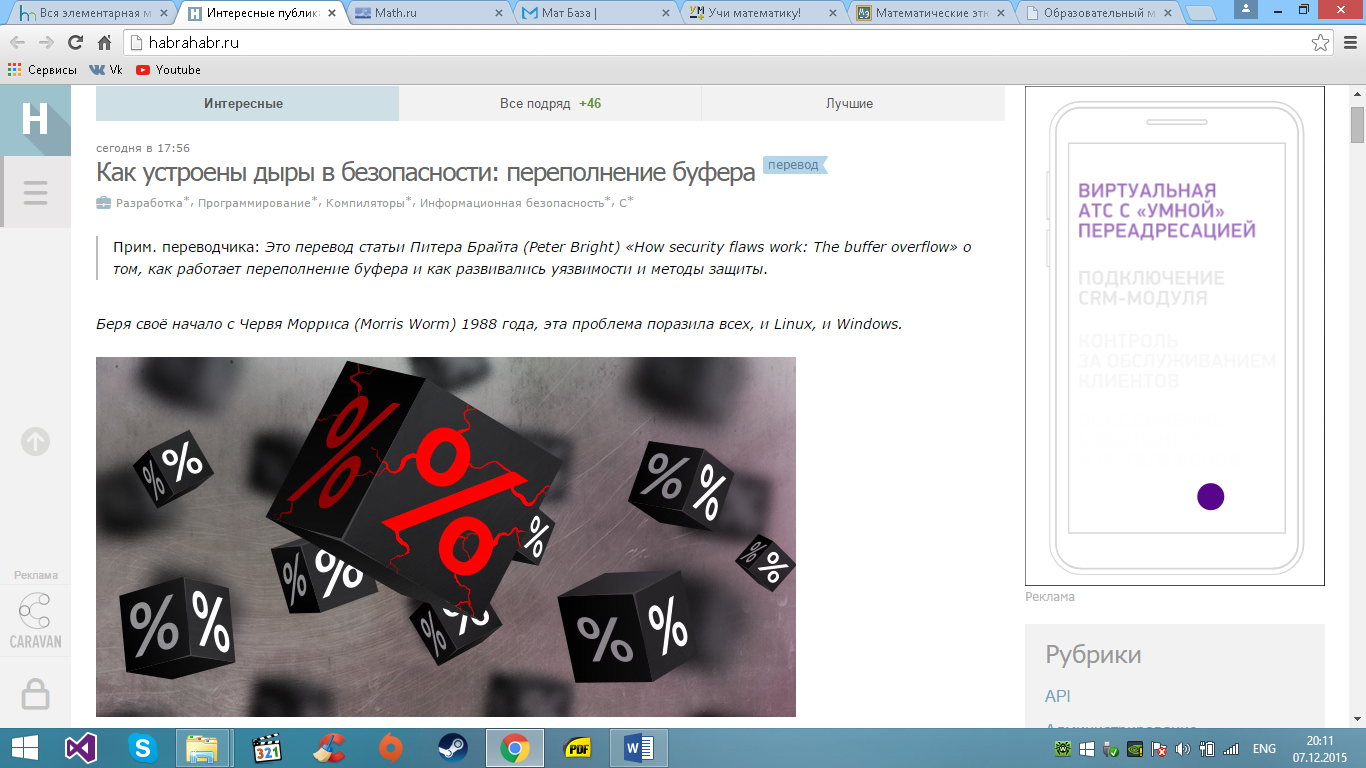 Вся элементарная м
Интересные публик
Math.ru
Мат База |
Учи математику!
Математические этю
Образовательный м
habrahabr.ru
Сервисы
Vk
Youtube
Интересные
Все подряд +46
Лучшие
сегодня в 17:56
Как устроены дыры в безопасности: переполнение буфера
перевод
Разработка*, Программирование*, Компиляторы*, Информационная безопасность*, C*
Прим. переводчика: Это перевод статьи Питера Брайта (Peter Bright) «How security flaws work: The buffer overflow» о
том, как работает переполнение буфера и как развивались уязвимости и методы защиты.
Беря своё начало с Червя Морриса (Morris Worm) 1988 года, эта проблема поразила всех, и Linux, и Windows.
ВИРТУАЛЬНАЯ
АТС С «УМНОЙ»
ПЕРЕАДРЕСАЦИЕЙ
ПОДКЛЮЧЕНИЕ
CRM-МОДУЛЯ
КОНТРОЛЬ
ЗА ОБСЛУЖИВАНИЕМ
КЛИЕНТОВ
Реклама
Рубрики
API
Администрирование
Реклама
CARAVAN
321
PDF
ENG
20:11
07.12.2015